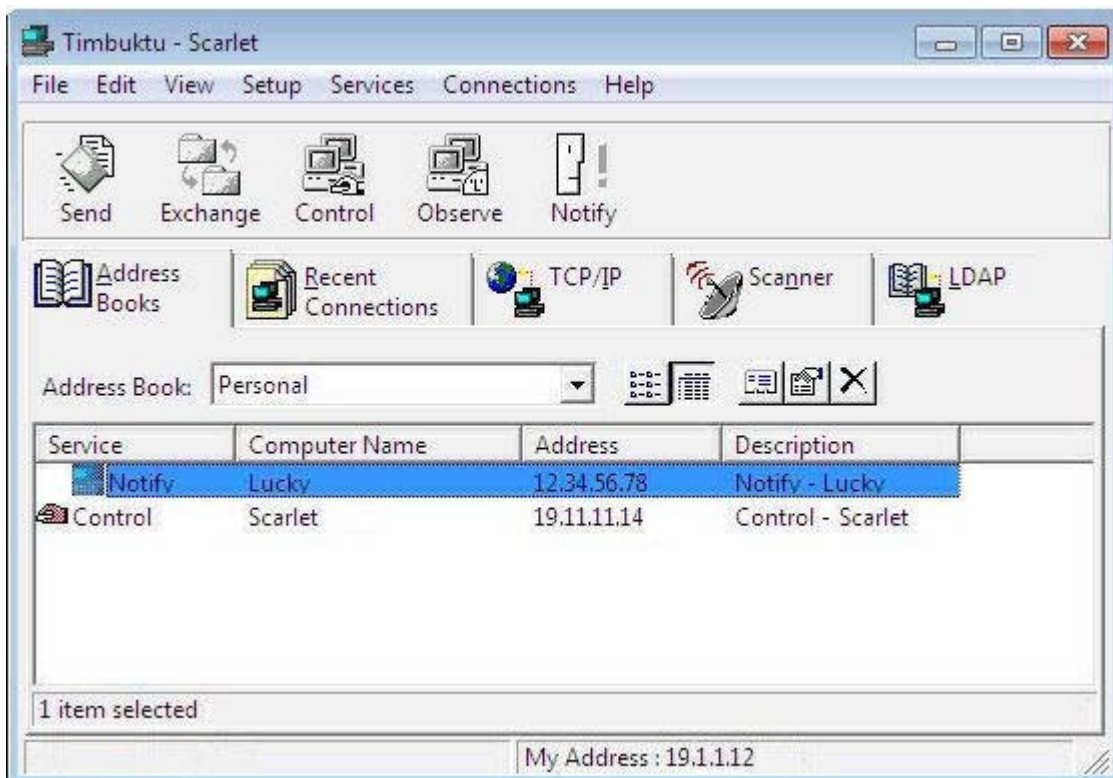 Timbuktu - Scarlet
File Edit View Setup Services Connections Help
Send Exchange Control Observe Notify
Address Books
Recent Connections
TCP/IP
Scanner
LDAP
Address Book: Personal
Service Computer Name Address Description
Notify Lucky 12.34.56.78 Notify - Lucky
Control Scarlet 19.11.11.14 Control - Scarlet
1 item selected
My Address : 19.1.1.12